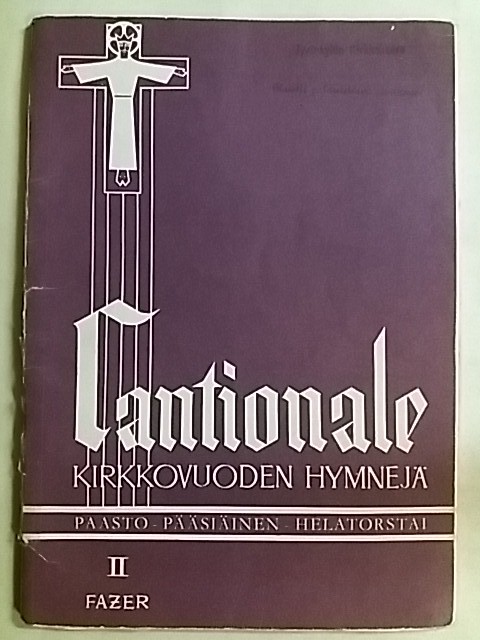 Cantionale
KIRKKOVUODEN HYMNEJÄ
PAASTO - PÄÄSIÄINEN - HELATORSTAI
II
FAZER